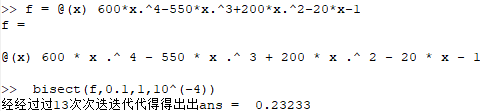 >> f = @(x) 600*x.^4-550*x.^3+200*x.^2-20*x-1
f =
@(x) 600 * x .^ 4 - 550 * x .^ 3 + 200 * x .^ 2 - 20 * x - 1
>>  bisect(f,0.1,1,10^(-4))
经经过过13次次迭迭代代得得出出ans =  0.23233